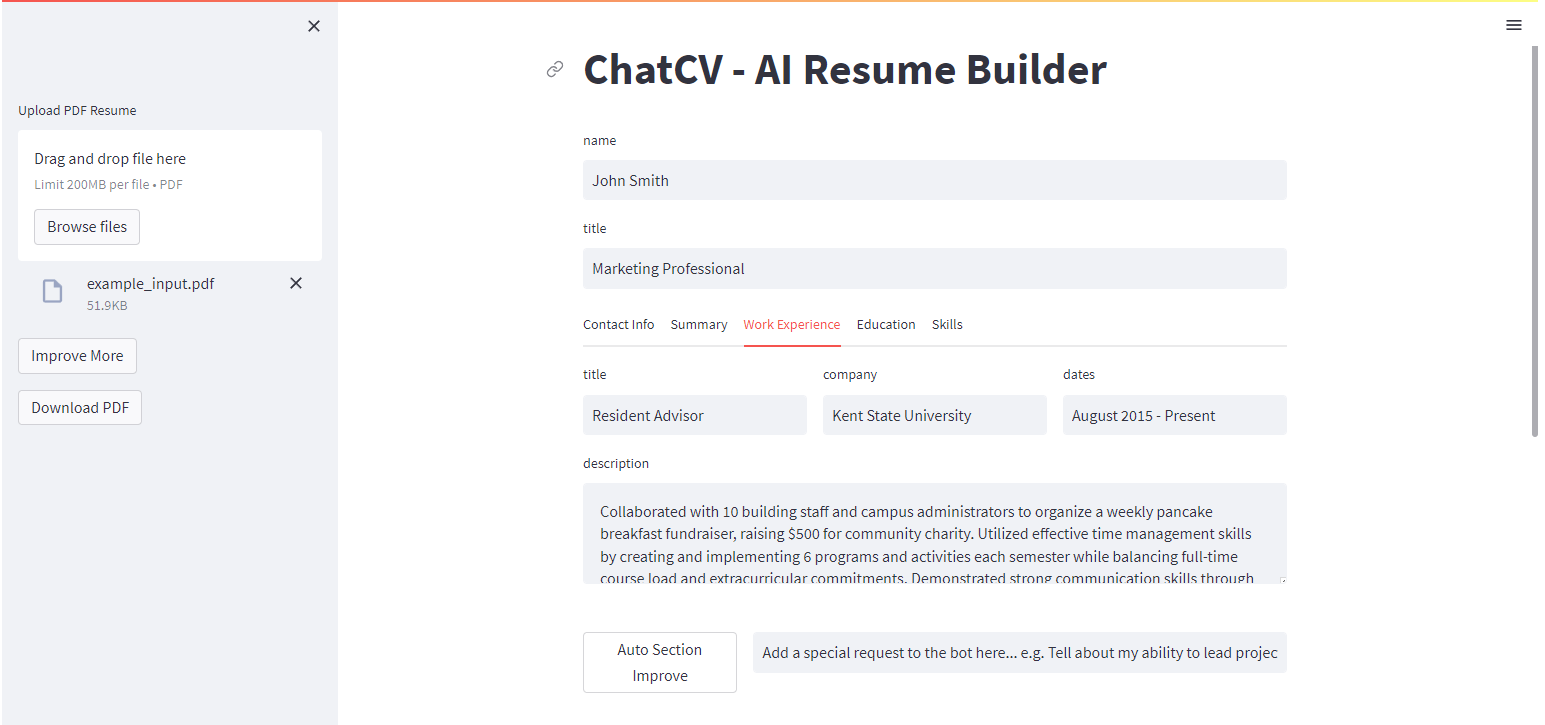 Upload PDF Resume
Drag and drop file here
Limit 200MB per file • PDF
Browse files
example_input.pdf
51.9KB
Improve More
Download PDF
ChatCV - AI Resume Builder
name
John Smith
title
Marketing Professional
Contact Info Summary Work Experience Education Skills
title company dates
Resident Advisor Kent State University August 2015 - Present
description
Collaborated with 10 building staff and campus administrators to organize a weekly pancake
breakfast fundraiser, raising $500 for community charity. Utilized effective time management skills
by creating and implementing 6 programs and activities each semester while balancing full-time
course load and extracurricular commitments. Demonstrated strong communication skills through
Auto Section
Improve
Add a special request to the bot here... e.g. Tell about my ability to lead projec